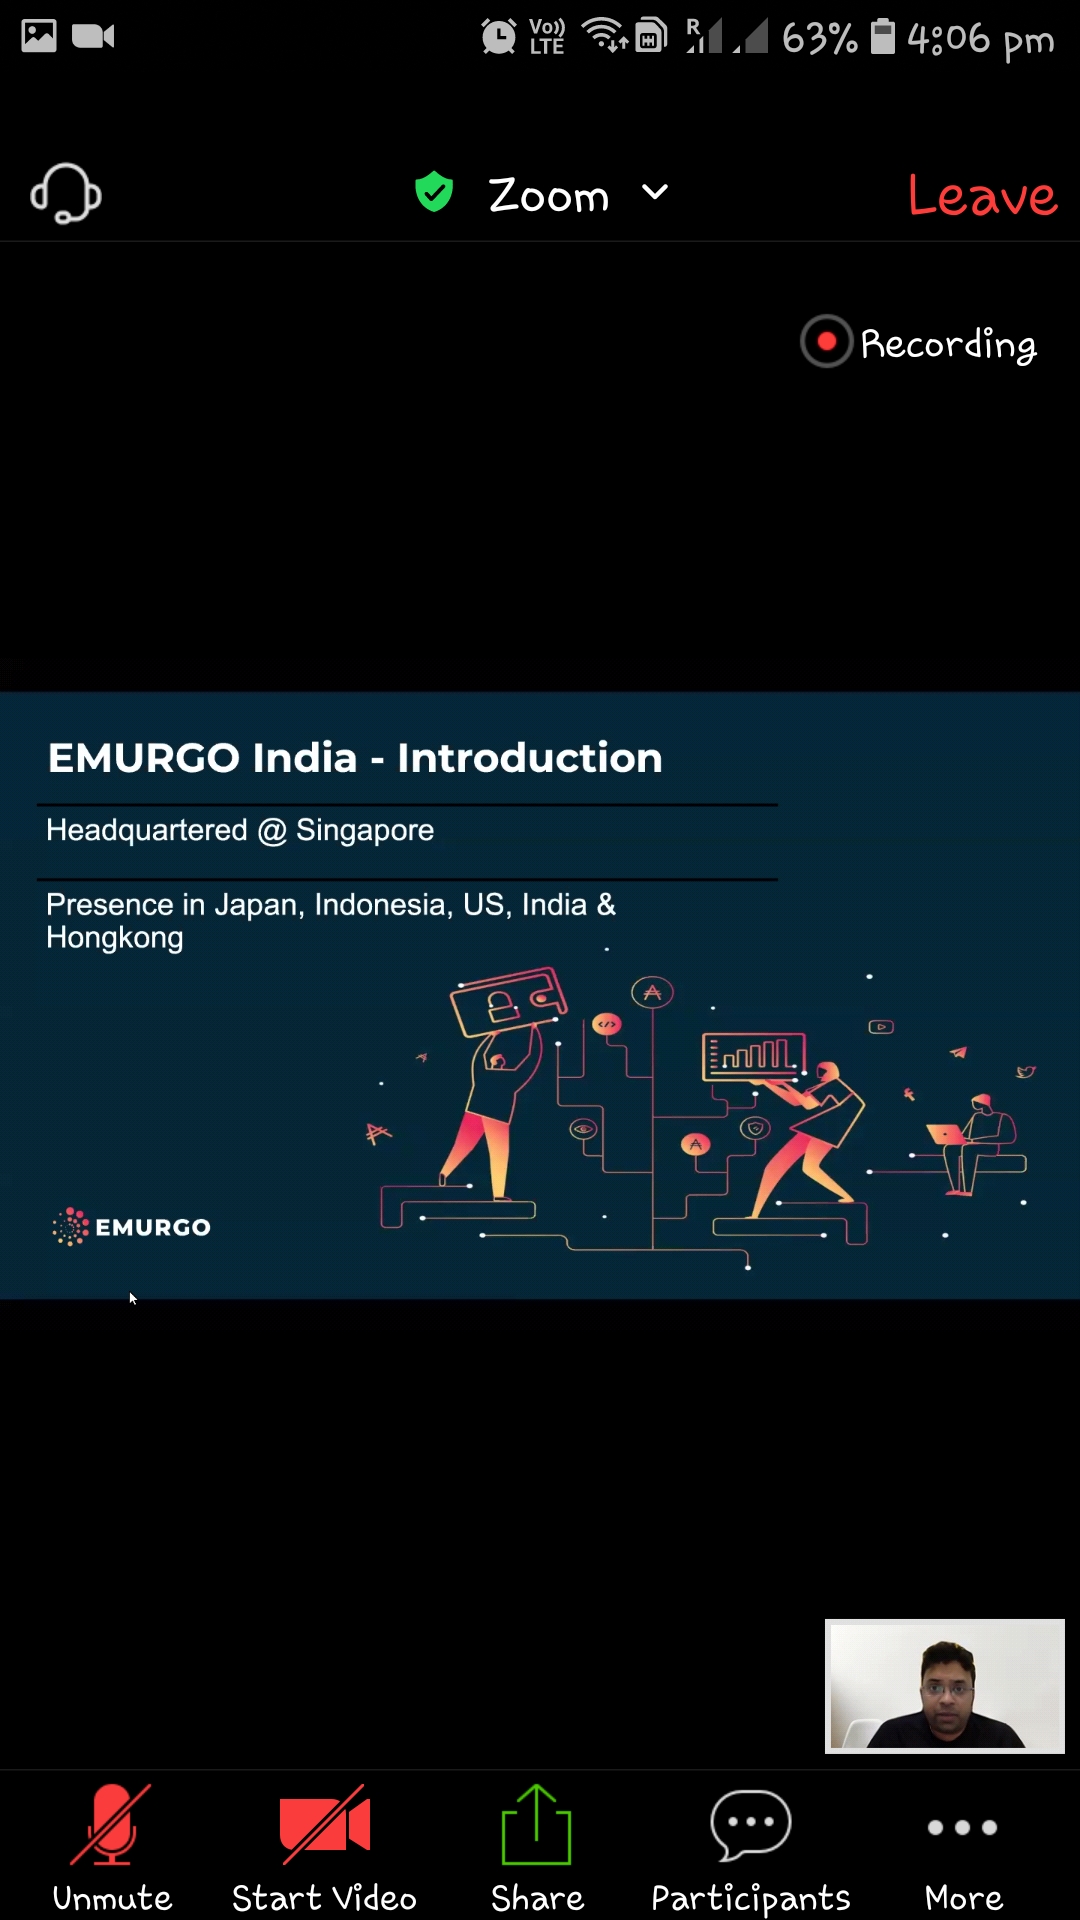 Vo)) LTE R 63% 4:06 pm
Zoom Leave
Recording
EMURGO India - Introduction
Headquartered @ Singapore
Presence in Japan, Indonesia, US, India &
Hongkong
EMURGO
Unmute Start Video Share Participants More